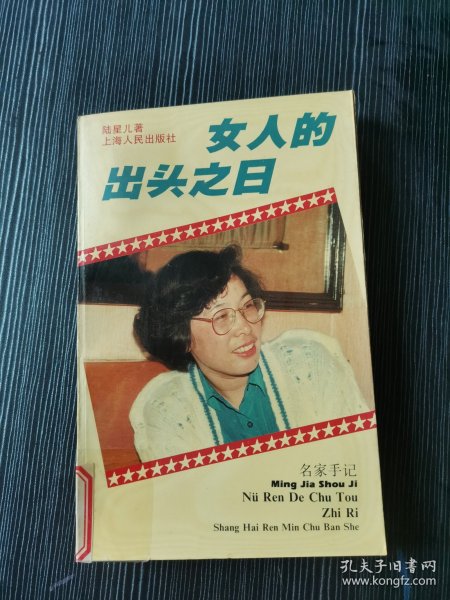 陆星儿著
上海人民出版社
女人的
出头之日
名家手记
Ming Jia Shou Ji
Nü Ren De Chu Tou
Zhi Ri
Shang Hai Ren Min Chu Ban She
孔夫子旧书网
www.kongfz.com